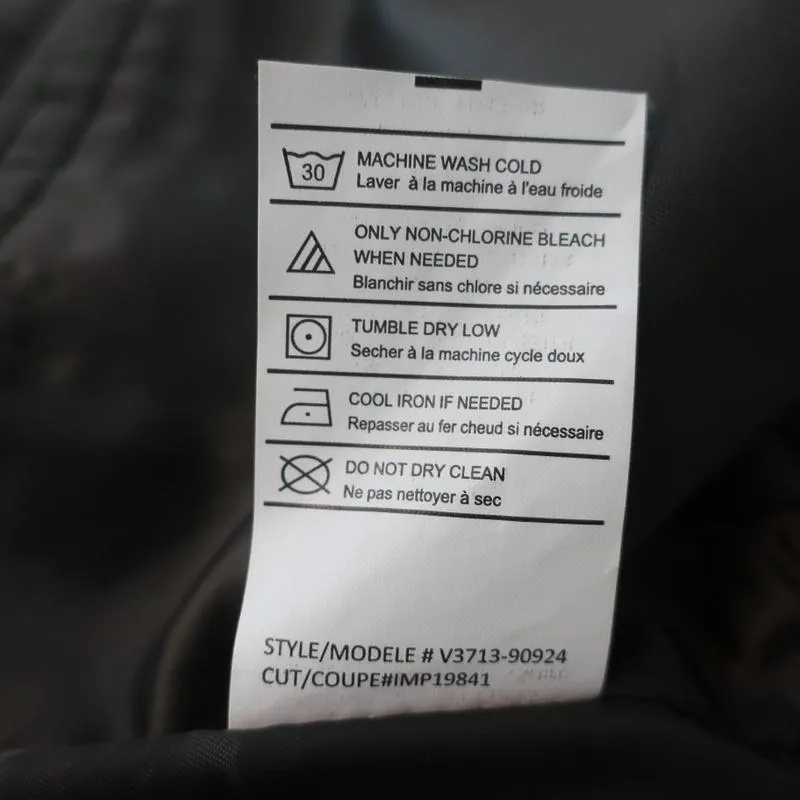 30
MACHINE WASH COLD
Laver à la machine à l'eau froide
ONLY NON-CHLORINE BLEACH
WHEN NEEDED
Blanchir sans chlore si nécessaire
TUMBLE DRY LOW
Secher à la machine cycle doux
COOL IRON IF NEEDED
Repasser au fer cheud si nécessaire
DO NOT DRY CLEAN
Ne pas nettoyer à sec
STYLE/MODELE # V3713-90924
CUT/COUPE#IMP19841